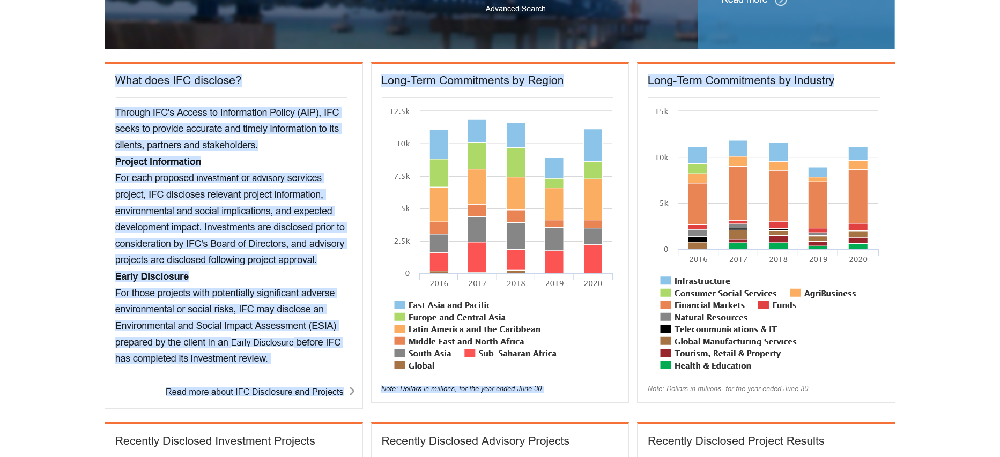 Advanced Search
Read more
What does IFC disclose?
Through IFC's Access to Information Policy (AIP), IFC
seeks to provide accurate and timely information to its
clients, partners and stakeholders.
Project Information
For each proposed investment or advisory services
project, IFC discloses relevant project information,
environmental and social implications, and expected
development impact. Investments are disclosed prior to
consideration by IFC's Board of Directors, and advisory
projects are disclosed following project approval.
Early Disclosure
For those projects with potentially significant adverse
environmental or social risks, IFC may disclose an
Environmental and Social Impact Assessment (ESIA)
prepared by the client in an Early Disclosure before IFC
has completed its investment review.
Read more about IFC Disclosure and Projects
Long-Term Commitments by Region
12.5k
10k
7.5k
5k
2.5k
0
2016 2017 2018 2019 2020
East Asia and Pacific
Europe and Central Asia
Latin America and the Caribbean
Middle East and North Africa
South Asia Sub-Saharan Africa
Global
Note: Dollars in millions, for the year ended June 30.
Long-Term Commitments by Industry
15k
10k
5k
0
2016 2017 2018 2019 2020
Infrastructure
Consumer Social Services AgriBusiness
Financial Markets Funds
Natural Resources
Telecommunications & IT
Global Manufacturing Services
Tourism, Retail & Property
Health & Education
Note: Dollars in millions, for the year ended June 30.
Recently Disclosed Investment Projects
Recently Disclosed Advisory Projects
Recently Disclosed Project Results